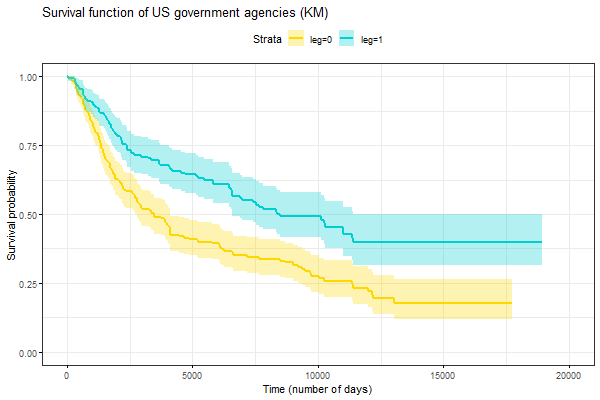 Survival function of US government agencies (KM)
Strata leg=0 leg=1
1.00
0.75
0.50
0.25
0.00
Survival probability
0 5000 10000 15000 20000
Time (number of days)